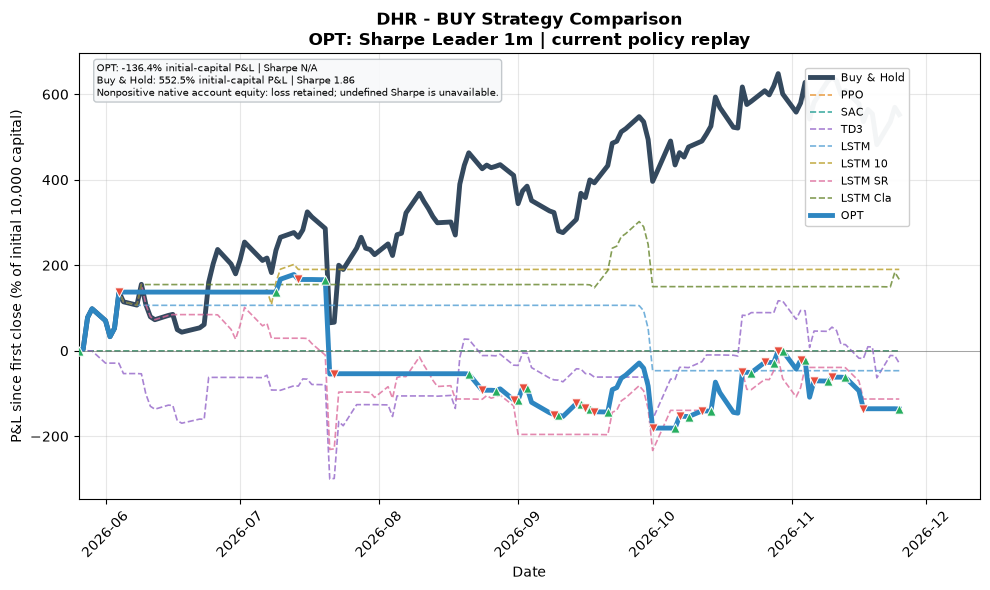 DHR - BUY Strategy Comparison
OPT: Sharpe Leader 1m | current policy replay
OPT: -136.4% initial-capital P&L | Sharpe N/A
Buy & Hold: 552.5% initial-capital P&L | Sharpe 1.86
Nonpositive native account equity: loss retained; undefined Sharpe is unavailable.
Buy & Hold
PPO
SAC
TD3
LSTM
LSTM 10
LSTM SR
LSTM Cla
OPT
P&L since first close (% of initial 10,000 capital)
600
400
200
0
−200
2026-06
2026-07
2026-08
2026-09
2026-10
2026-11
2026-12
Date